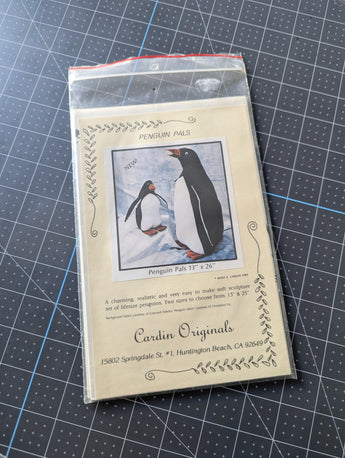 PENGUIN PALS
NEW!
Penguin Pals 13" x 26"
A charming, realistic and very easy to make soft sculpture
set of lifesize penguins. Two sizes to choose from 13" & 25"
Cardin Originals
15802 Springdale St. #1, Huntington Beach, CA 92649